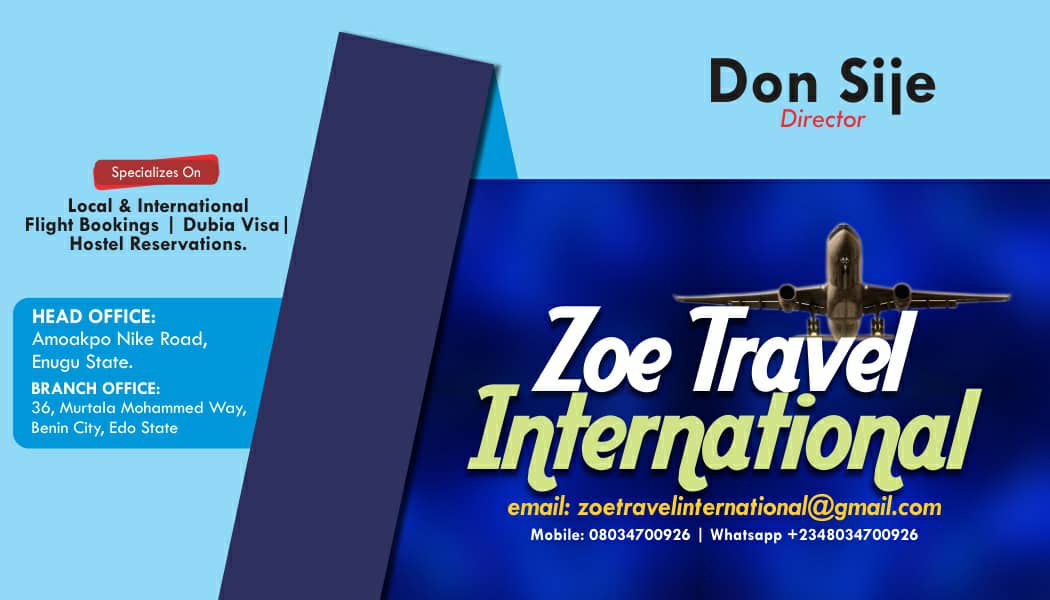 Don Sije
Director
Specializes On
Local & International
Flight Bookings | Dubia Visa|
Hostel Reservations.
HEAD OFFICE:
Amoakpo Nike Road,
Enugu State.
BRANCH OFFICE:
36, Murtala Mohammed Way,
Benin City, Edo State
Zoe Travel
International
email: zoetravelinternational@gmail.com
Mobile: 08034700926 | Whatsapp +2348034700926